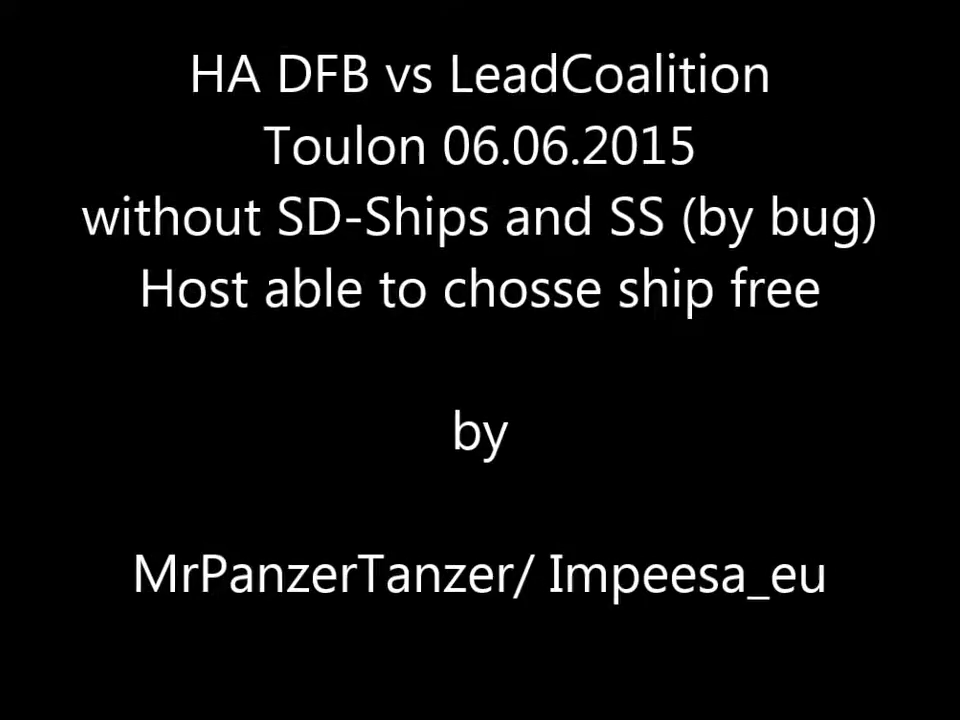 HA DFB vs LeadCoalition
Toulon 06.06.2015
without SD-Ships and SS (by bug)
Host able to chosse ship free
by
MrPanzerTanzer/ Impeesa_eu